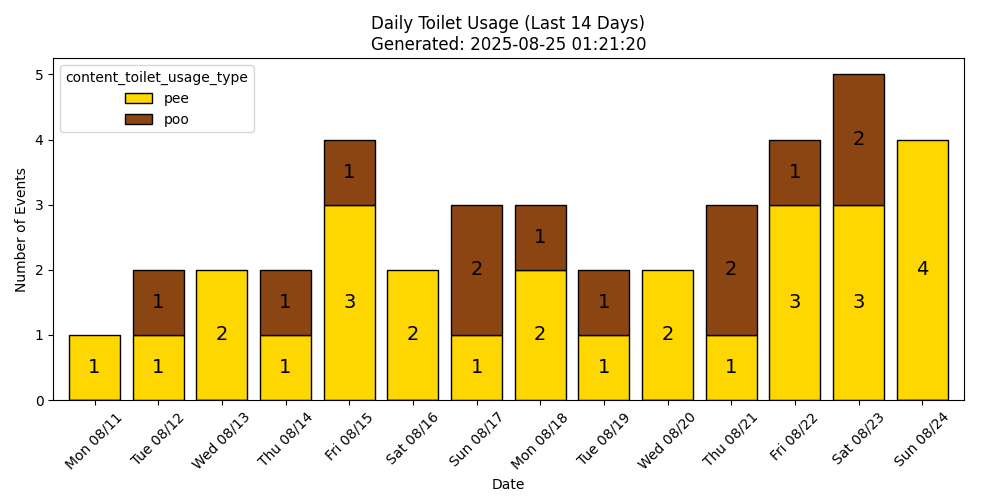 Daily Toilet Usage (Last 14 Days)
Generated: 2025-08-25 01:21:20
content_toilet_usage_type
pee
poo
Number of Events
5
4
3
2
1
0
1
1
1
2
1
1
3
1
2
1
2
2
1
1
1
2
1
2
3
1
3
2
4
Mon 08/11
Tue 08/12
Wed 08/13
Thu 08/14
Fri 08/15
Sat 08/16
Sun 08/17
Mon 08/18
Tue 08/19
Wed 08/20
Thu 08/21
Fri 08/22
Sat 08/23
Sun 08/24
Date